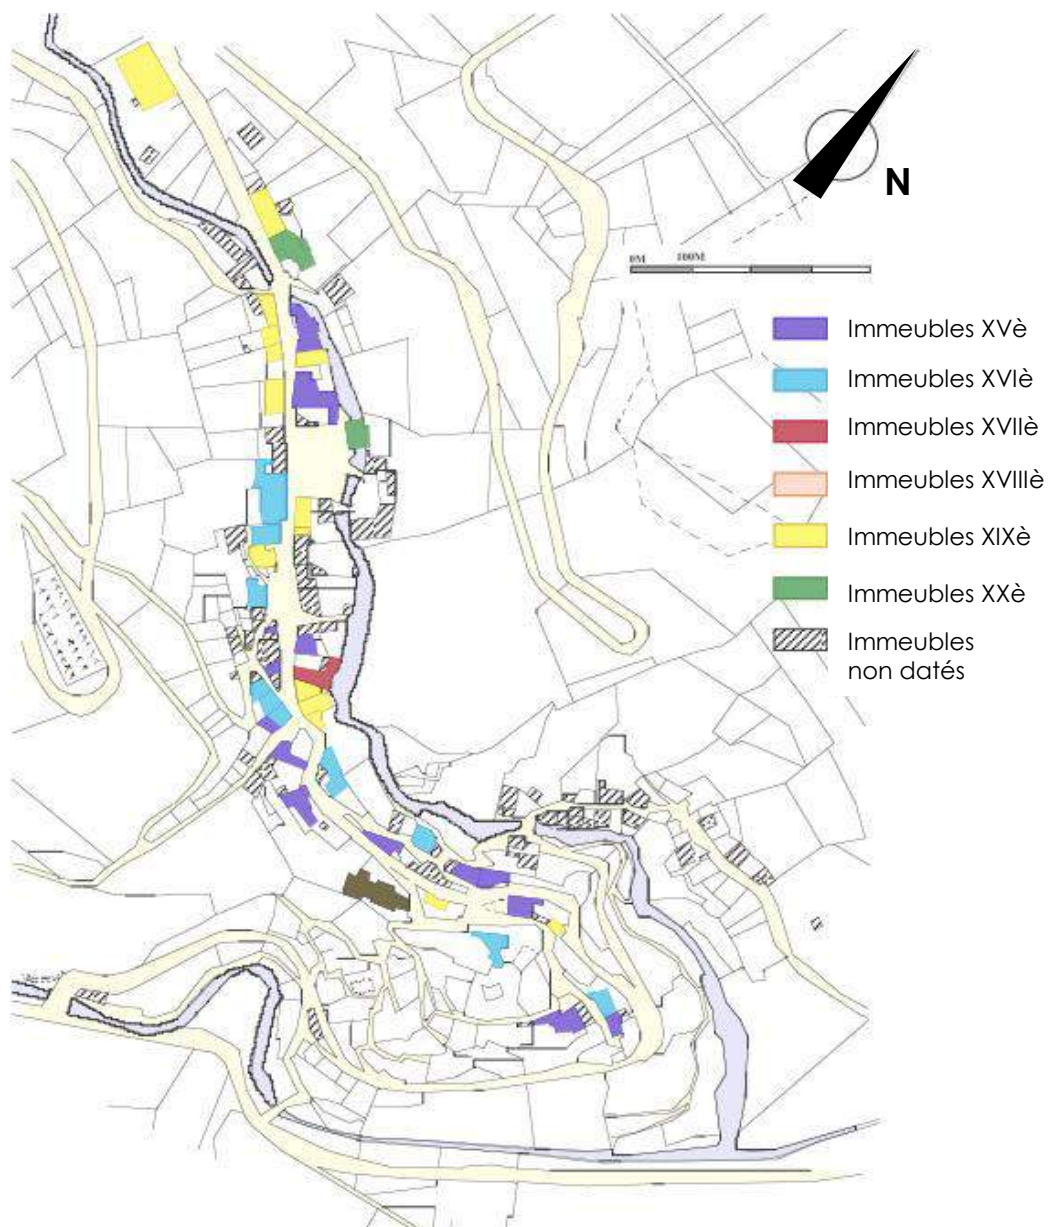 N
0M 100M
Immeubles XVè
Immeubles XVIè
Immeubles XVIIè
Immeubles XVIIIè
Immeubles XIXè
Immeubles XXè
Immeubles
non datés